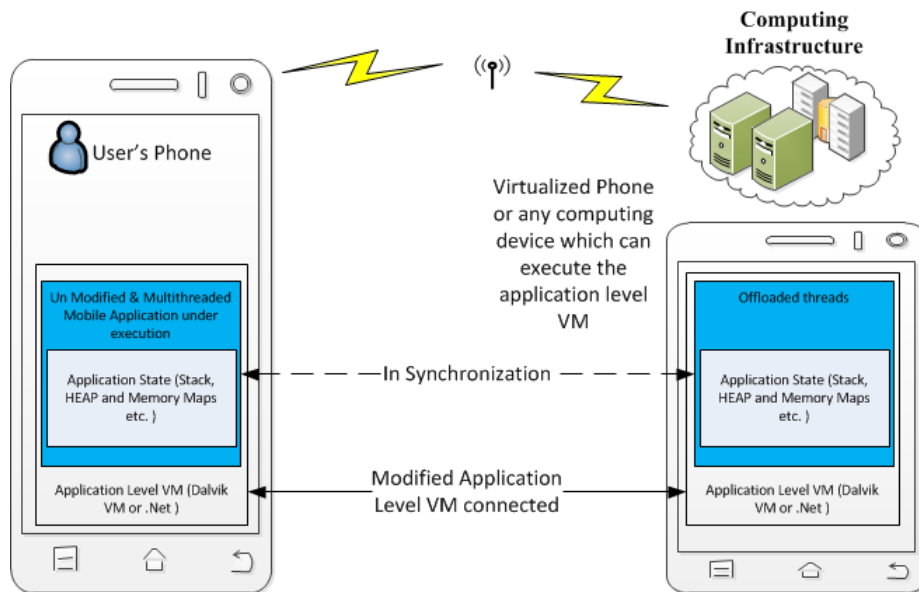 Computing
Infrastructure
User's Phone
Virtualized Phone
or any computing
device which can
execute the
application level
VM
Un Modified & Multithreaded
Mobile Application under
execution
Application State (Stack,
HEAP and Memory Maps
etc. )
Application Level VM (Dalvik
VM or .Net )
In Synchronization
Modified Application
Level VM connected
Offloaded threads
Application State (Stack,
HEAP and Memory Maps
etc. )
Application Level VM (Dalvik
VM or .Net )